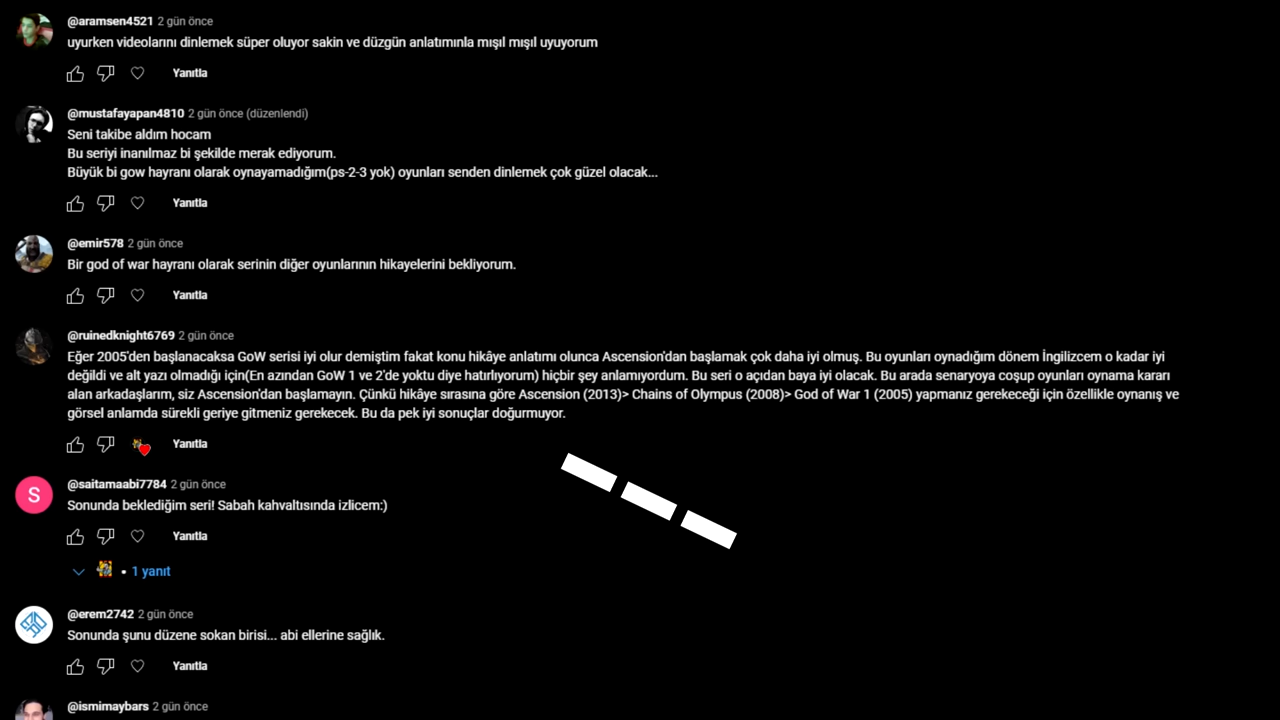 @aramsen4521 2 gün önce
uyurken videolarını dinlemek süper oluyor sakin ve düzgün anlatımınla mışıl mışıl uyuyorum
Yanıtla
@mustafayapan4810 2 gün önce (düzenlendi)
Seni takibe aldım hocam
Bu seriyi inanılmaz bi şekilde merak ediyorum.
Büyük bi gow hayranı olarak oynayamadığım(ps-2-3 yok) oyunları senden dinlemek çok güzel olacak...
Yanıtla
@emir578 2 gün önce
Bir god of war hayranı olarak serinin diğer oyunlarının hikayelerini bekliyorum.
Yanıtla
@ruinedknight6769 2 gün önce
Eğer 2005'den başlanacaksa GoW serisi iyi olur demiştim fakat konu hikâye anlatımı olunca Ascension'dan başlamak çok daha iyi olmuş. Bu oyunları oynadığım dönem İngilizcem o kadar iyi
değildi ve alt yazı olmadığı için(En azından GoW 1 ve 2'de yoktu diye hatırlıyorum) hiçbir şey anlamıyordum. Bu seri o açıdan baya iyi olacak. Bu arada senaryoya coşup oyunları oynama kararı
alan arkadaşlarım, siz Ascension'dan başlamayın. Çünkü hikâye sırasına göre Ascension (2013)> Chains of Olympus (2008)> God of War 1 (2005) yapmanız gerekeceği için özellikle oynanış ve
görsel anlamda sürekli geriye gitmeniz gerekecek. Bu da pek iyi sonuçlar doğurmuyor.
Yanıtla
S
@saitamaabi7784 2 gün önce
Sonunda beklediğim seri! Sabah kahvaltısında izlicem:)
Yanıtla
• 1 yanıt
@erem2742 2 gün önce
Sonunda şunu düzene sokan birisi... abi ellerine sağlık.
Yanıtla
@ismimaybars 2 gün önce